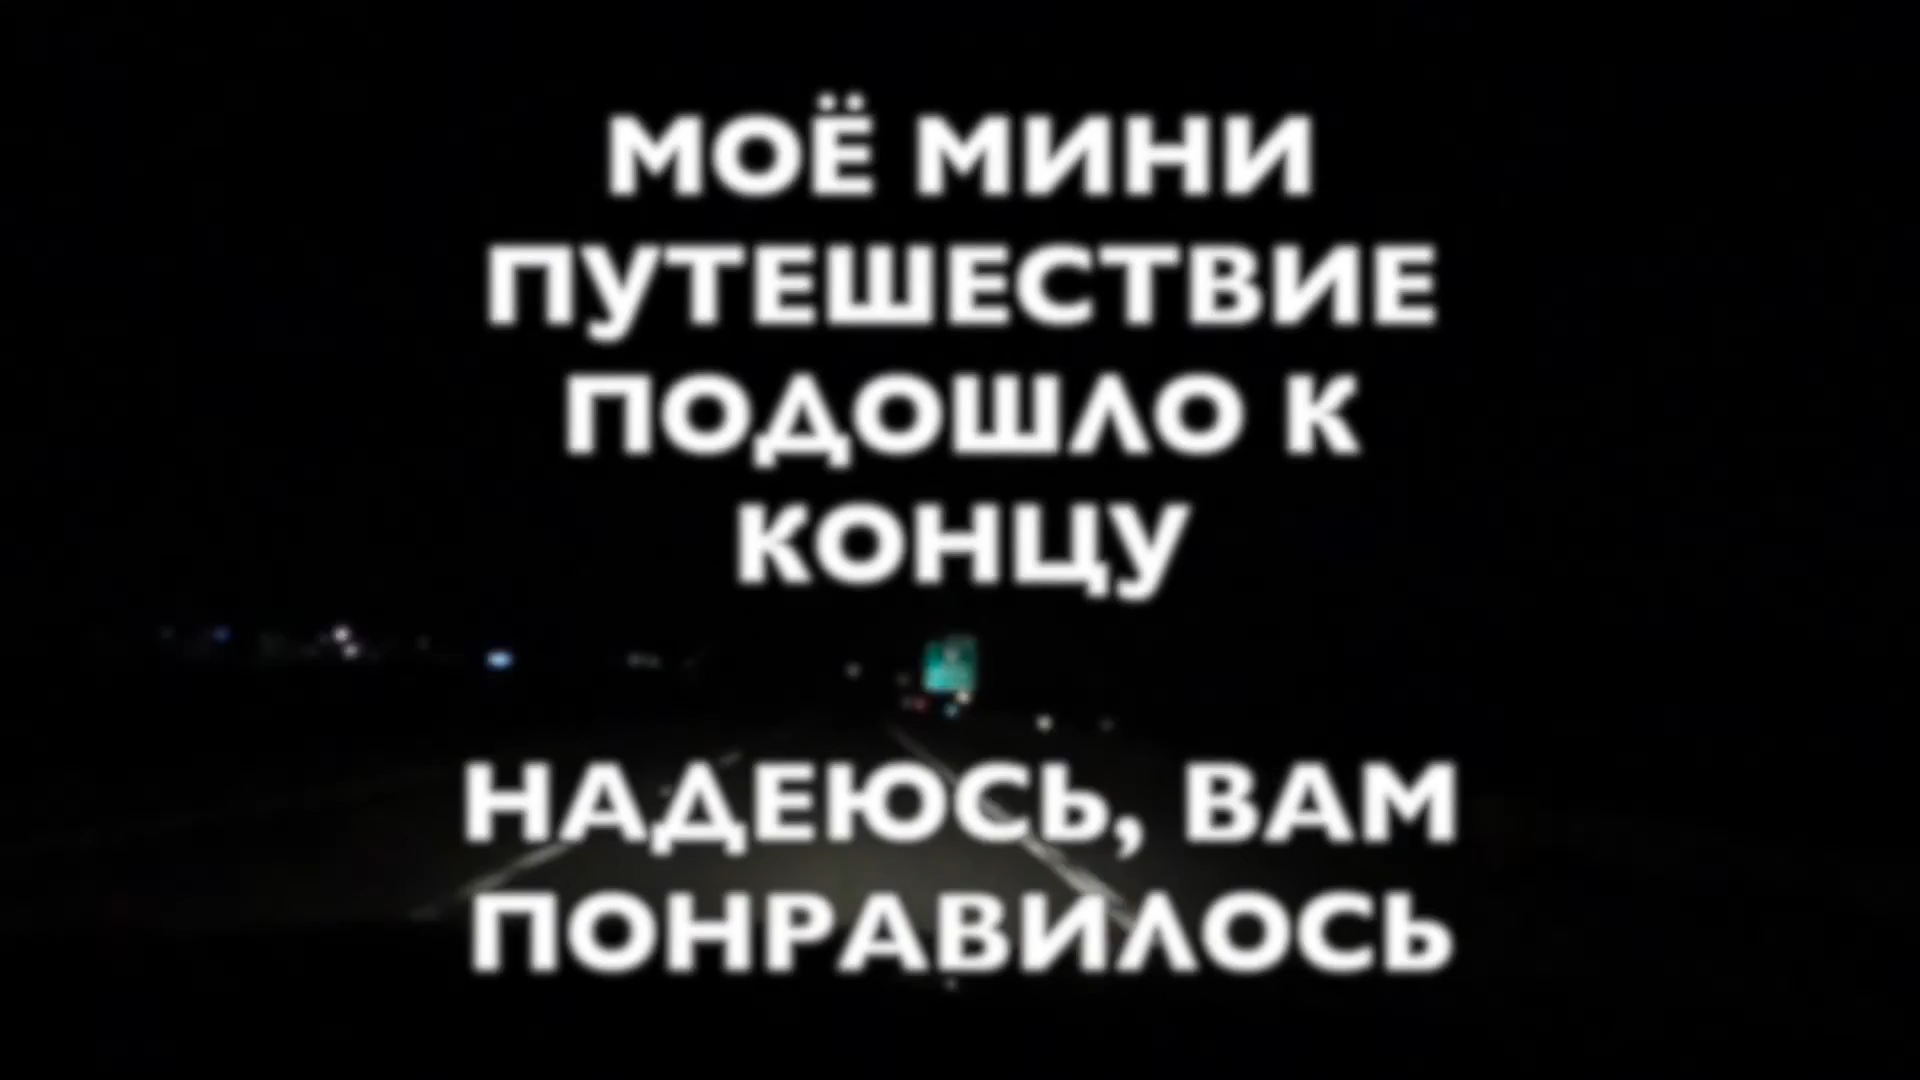 МОЁ МИНИ
ПУТЕШЕСТВИЕ
ПОДОШЛО К
КОНЦУ
НАДЕЮСЬ, ВАМ
ПОНРАВИЛОСЬ